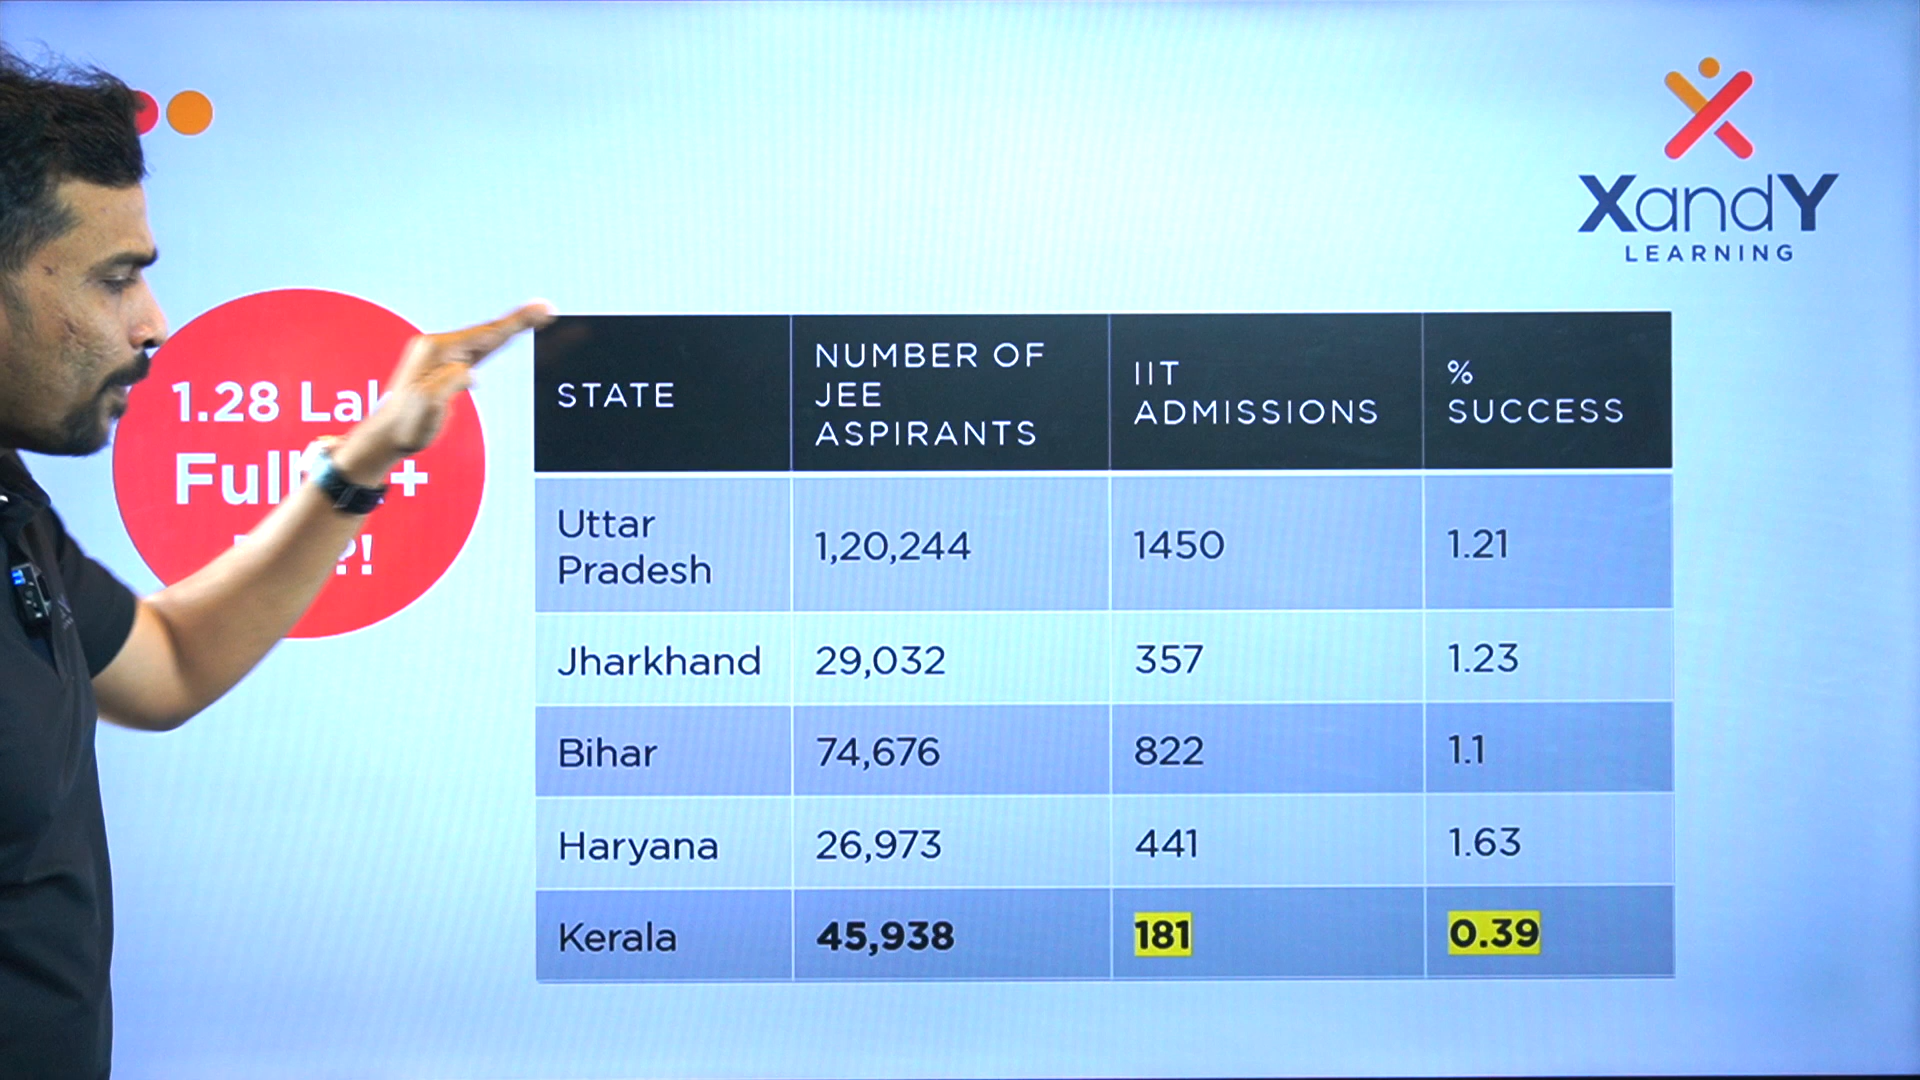 XandY
LEARNING
1.28
+
?!
STATE
NUMBER OF
JEE
ASPIRANTS
IIT
ADMISSIONS
%
SUCCESS
Uttar
Pradesh
1,20,244
1450
1.21
Jharkhand
29,032
357
1.23
Bihar
74,676
822
1.1
Haryana
26,973
441
1.63
Kerala
45,938
181
0.39